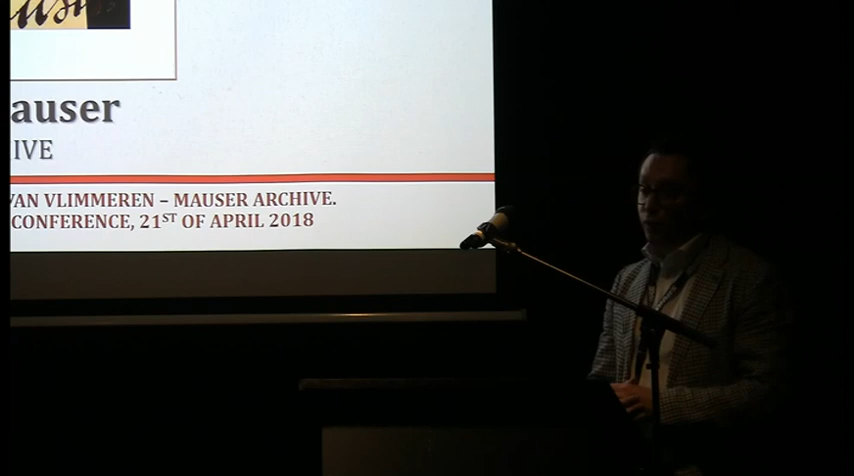 auser
IVE
VAN VLIMMEREN – MAUSER ARCHIVE.
CONFERENCE, 21ST OF APRIL 2018